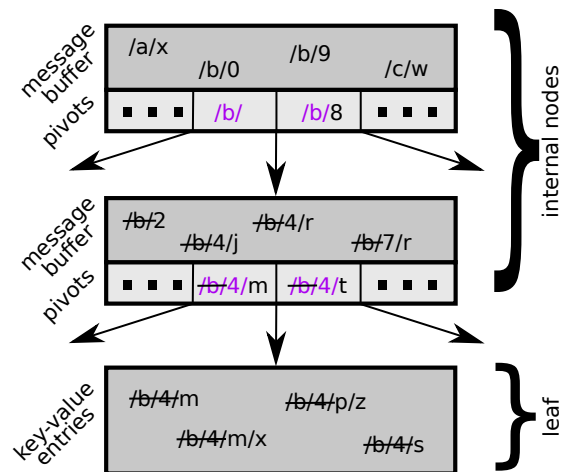 message
buffer
/a/x
/b/0
/b/9
/c/w
pivots
/b/
/b/8
internal nodes
message
buffer
/b/2
/b/4/j
/b/4/r
/b/7/r
pivots
/b/4/m
/b/4/t
key-value
entries
/b/4/m
/b/4/m/x
/b/4/p/z
/b/4/s
leaf